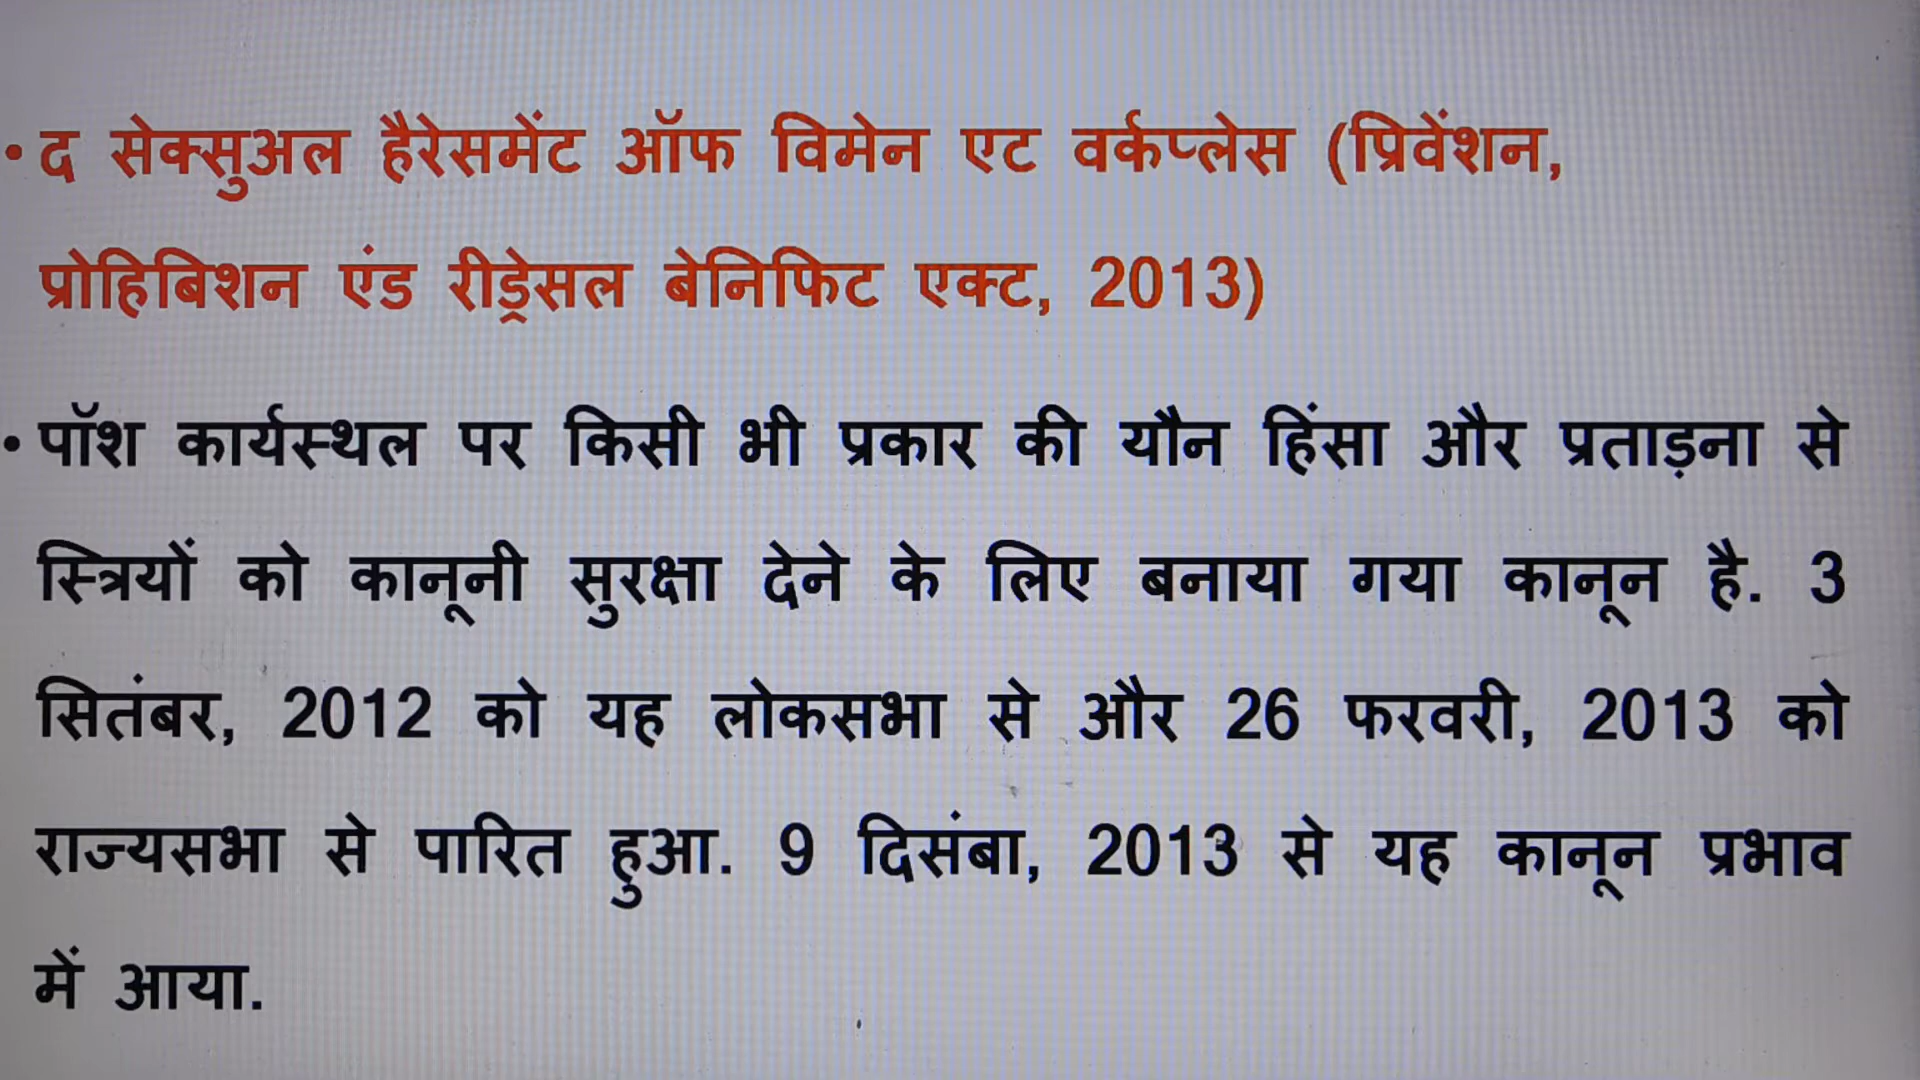 • द सेक्सुअल हैरेसमेंट ऑफ विमेन एट वर्कप्लेस (प्रिवेंशन,
प्रोहिबिशन एंड रीड्रेसल बेनिफिट एक्ट, 2013)
• पॉश कार्यस्थल पर किसी भी प्रकार की यौन हिंसा और प्रताड़ना से
स्त्रियों को कानूनी सुरक्षा देने के लिए बनाया गया कानून है. 3
सितंबर, 2012 को यह लोकसभा से और 26 फरवरी, 2013 को
राज्यसभा से पारित हुआ. 9 दिसंबा, 2013 से यह कानून प्रभाव
में आया.